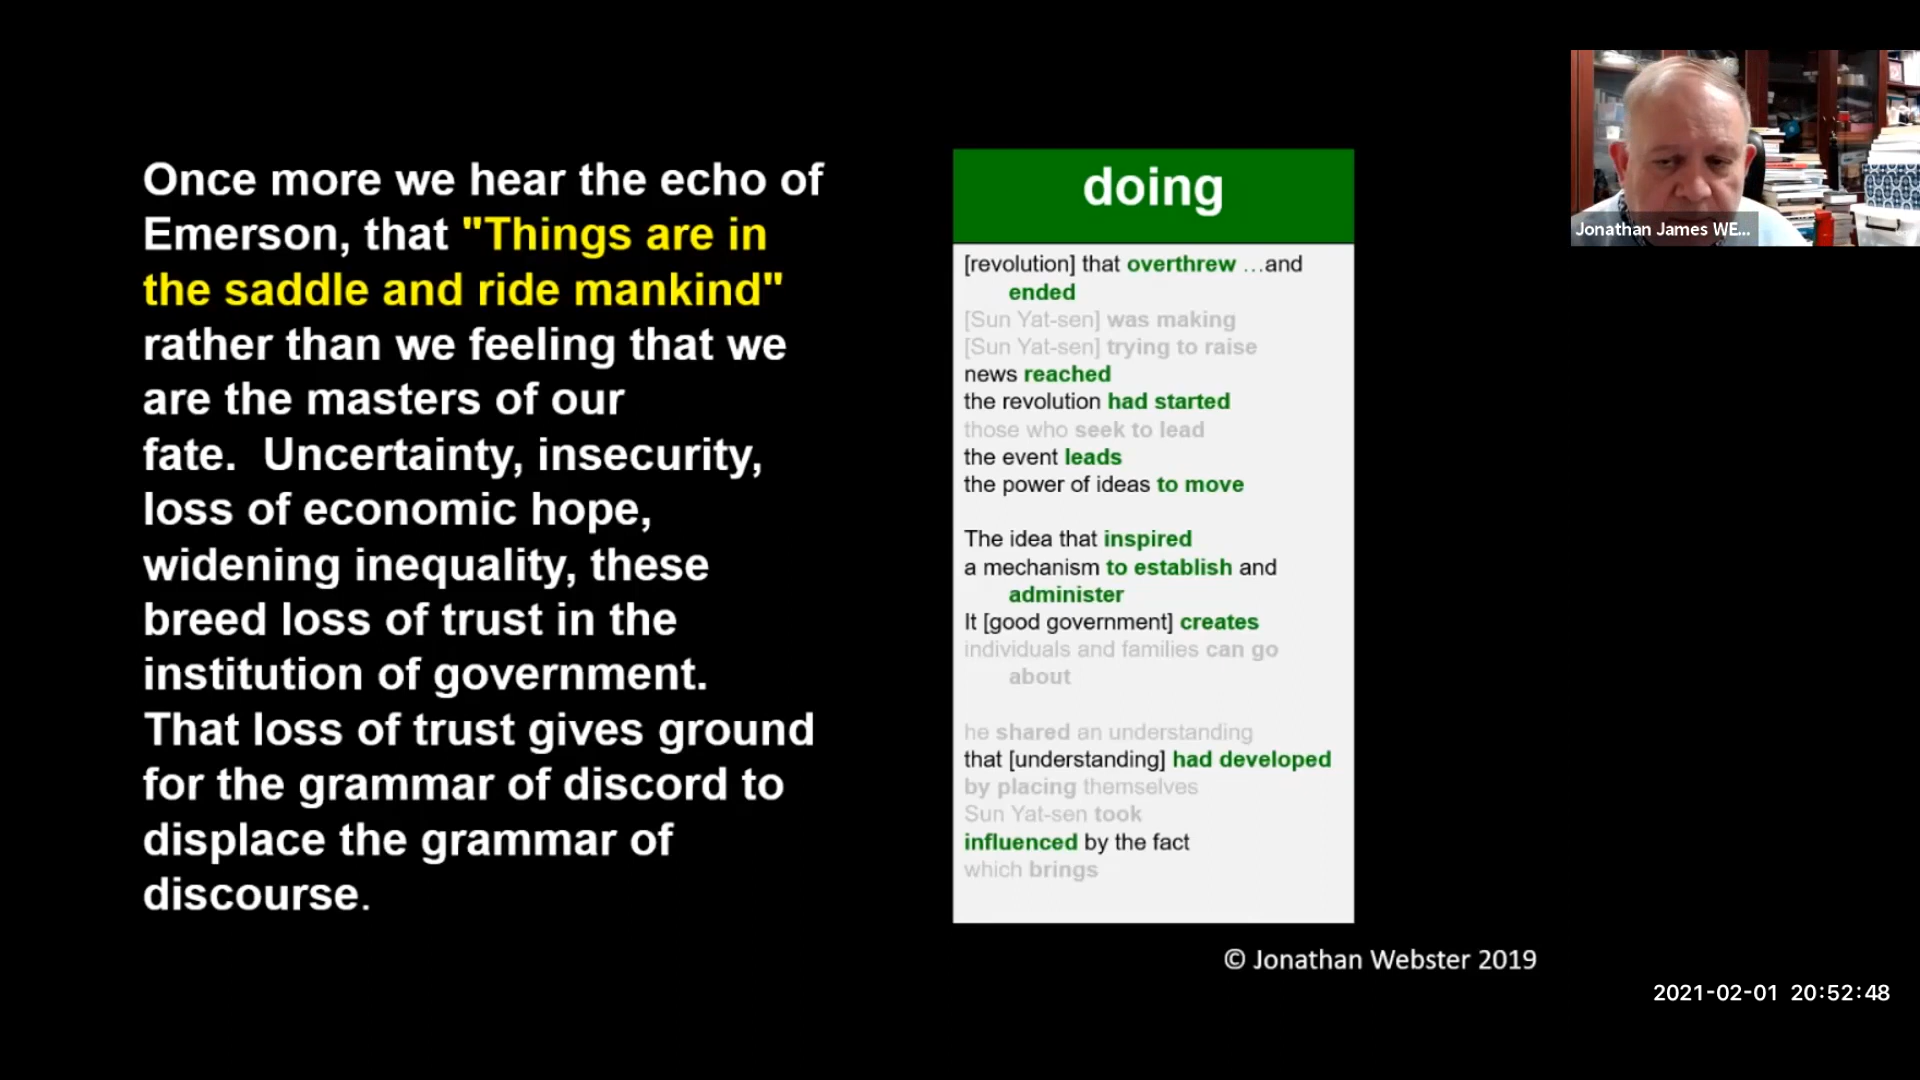 Once more we hear the echo of
Emerson, that "Things are in
the saddle and ride mankind"
rather than we feeling that we
are the masters of our
fate.  Uncertainty, insecurity,
loss of economic hope,
widening inequality, these
breed loss of trust in the
institution of government.
That loss of trust gives ground
for the grammar of discord to
displace the grammar of
discourse.
doing
[revolution] that overthrew ...and
ended
[Sun Yat-sen] was making
[Sun Yat-sen] trying to raise
news reached
the revolution had started
those who seek to lead
the event leads
the power of ideas to move
The idea that inspired
a mechanism to establish and
administer
It [good government] creates
individuals and families can go
about
he shared an understanding
that [understanding] had developed
by placing themselves
Sun Yat-sen took
influenced by the fact
which brings
© Jonathan Webster 2019
Jonathan James WE...
2021-02-01 20:52:48